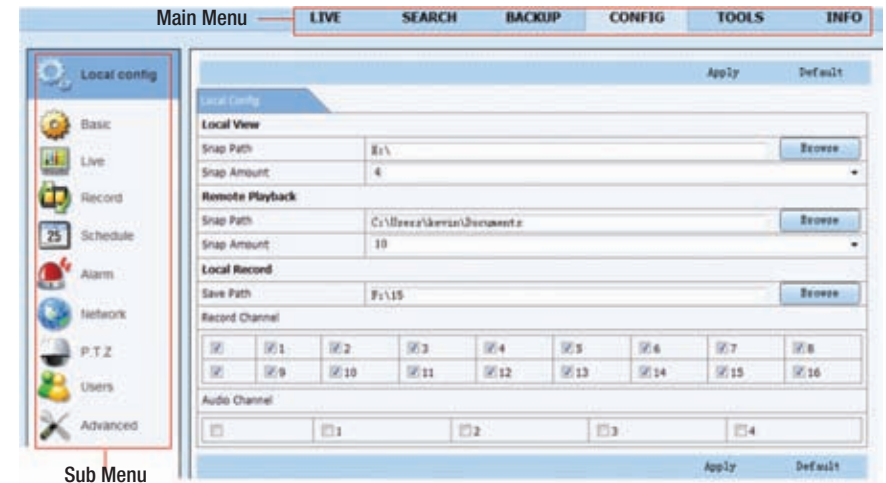 Main Menu LIVE SEARCH BACKUP CONFIG TOOLS INFO
Local config
Basic
Live
Record
Schedule
25
Alarm
Network
P.T.Z
Users
Advanced
Sub Menu
Apply Default
Local Config
Local View
Snap Path E:\ Browse
Snap Amount 4
Remote Playback
Snap Path C:\Users\kevin\Documents Browse
Snap Amount 10
Local Record
Save Path F:\15 Browse
Record Channel
1 2 3 4 5 6 7 8
9 10 11 12 13 14 15 16
Audio Channel
1 2 3 4
Apply Default